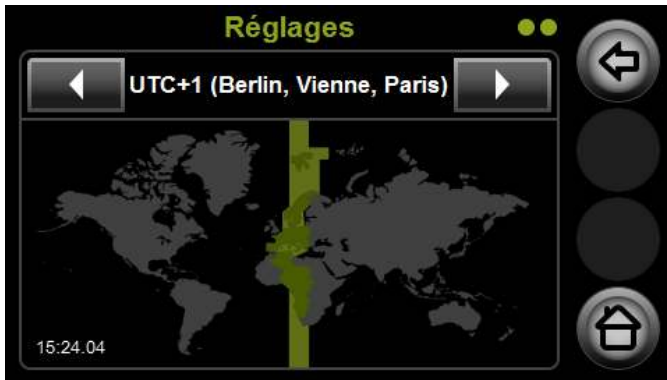 Réglages
UTC+1 (Berlin, Vienne, Paris)
15:24.04